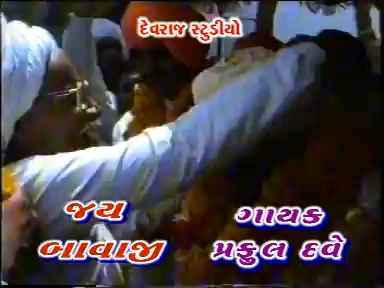 દેવરાજ સ્ટુડીયો
જય
બાવાજી
ગાયક
પ્રફુલ દવે